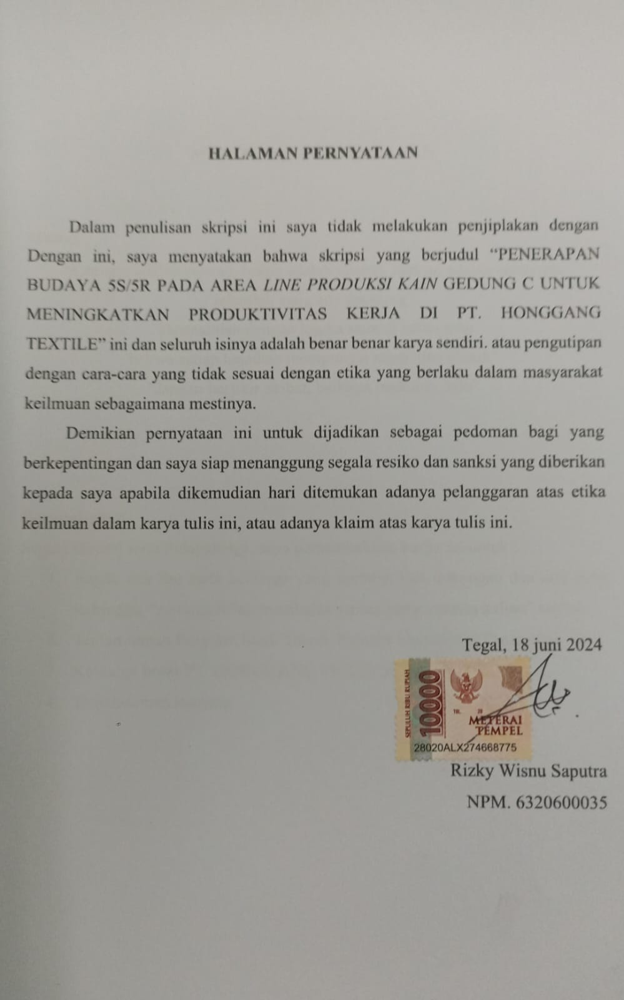 HALAMAN PERNYATAAN
Dalam penulisan skripsi ini saya tidak melakukan penjiplakan dengan
Dengan ini, saya menyatakan bahwa skripsi yang berjudul “PENERAPAN
BUDAYA 5S/5R PADA AREA LINE PRODUKSI KAIN GEDUNG C UNTUK
MENINGKATKAN PRODUKTIVITAS KERJA DI PT. HONGGANG
TEXTILE” ini dan seluruh isinya adalah benar benar karya sendiri. atau pengutipan
dengan cara-cara yang tidak sesuai dengan etika yang berlaku dalam masyarakat
keilmuan sebagaimana mestinya.
Demikian pernyataan ini untuk dijadikan sebagai pedoman bagi yang
berkepentingan dan saya siap menanggung segala resiko dan sanksi yang diberikan
kepada saya apabila dikemudian hari ditemukan adanya pelanggaran atas etika
keilmuan dalam karya tulis ini, atau adanya klaim atas karya tulis ini.
Tegal, 18 juni 2024
SEPULUH RIBU RUPIAH
10000
TGL. 20
METERAI
TEMPEL
28020ALX274668775
Rizky Wisnu Saputra
NPM. 6320600035